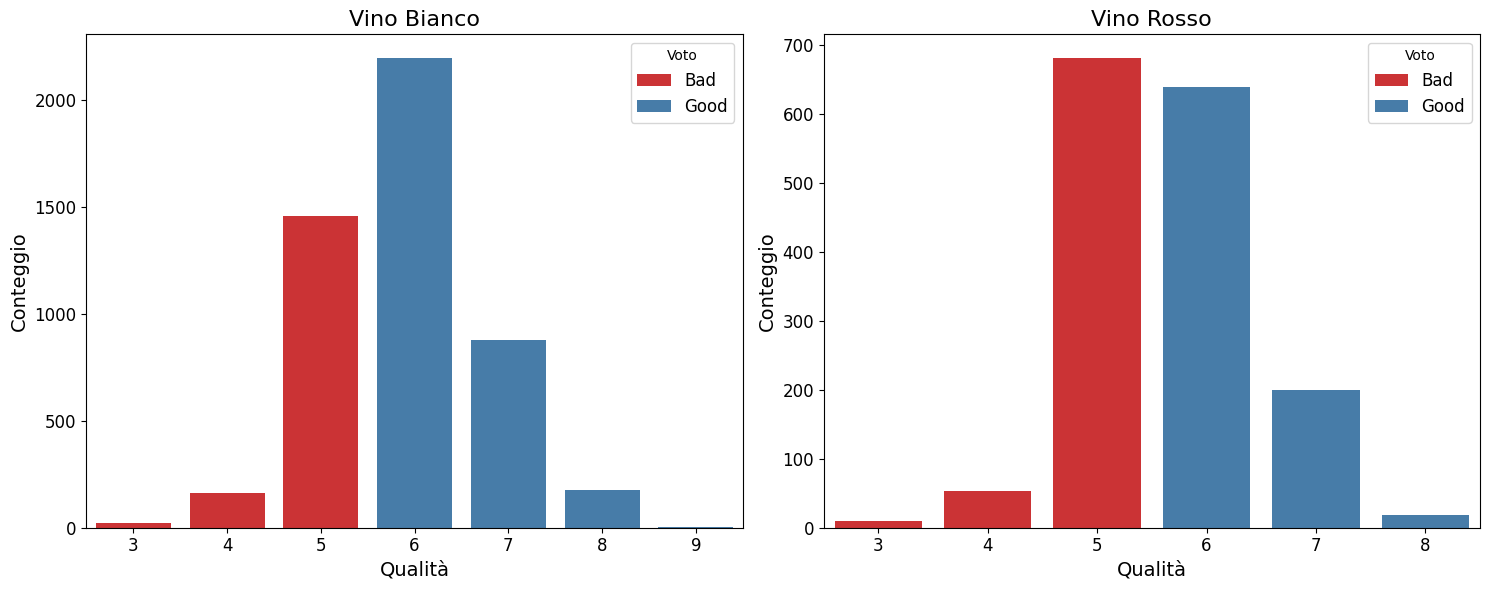 Vino Bianco
Voto
Bad
Good
2000
1500
1000
500
0
Conteggio
3 4 5 6 7 8 9
Qualità
Vino Rosso
Voto
Bad
Good
700
600
500
400
300
200
100
0
Conteggio
3 4 5 6 7 8
Qualità